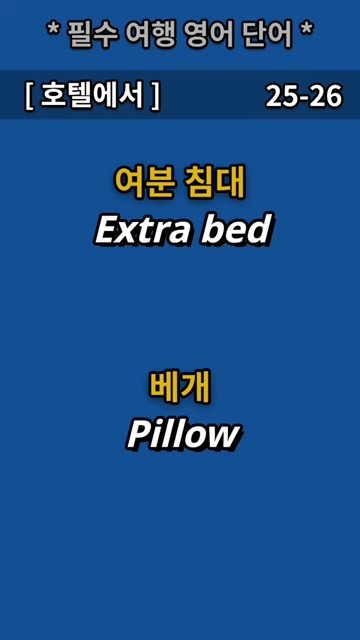 * 필수 여행 영어 단어 *
[ 호텔에서 ] 25-26
여분 침대
Extra bed
베개
Pillow